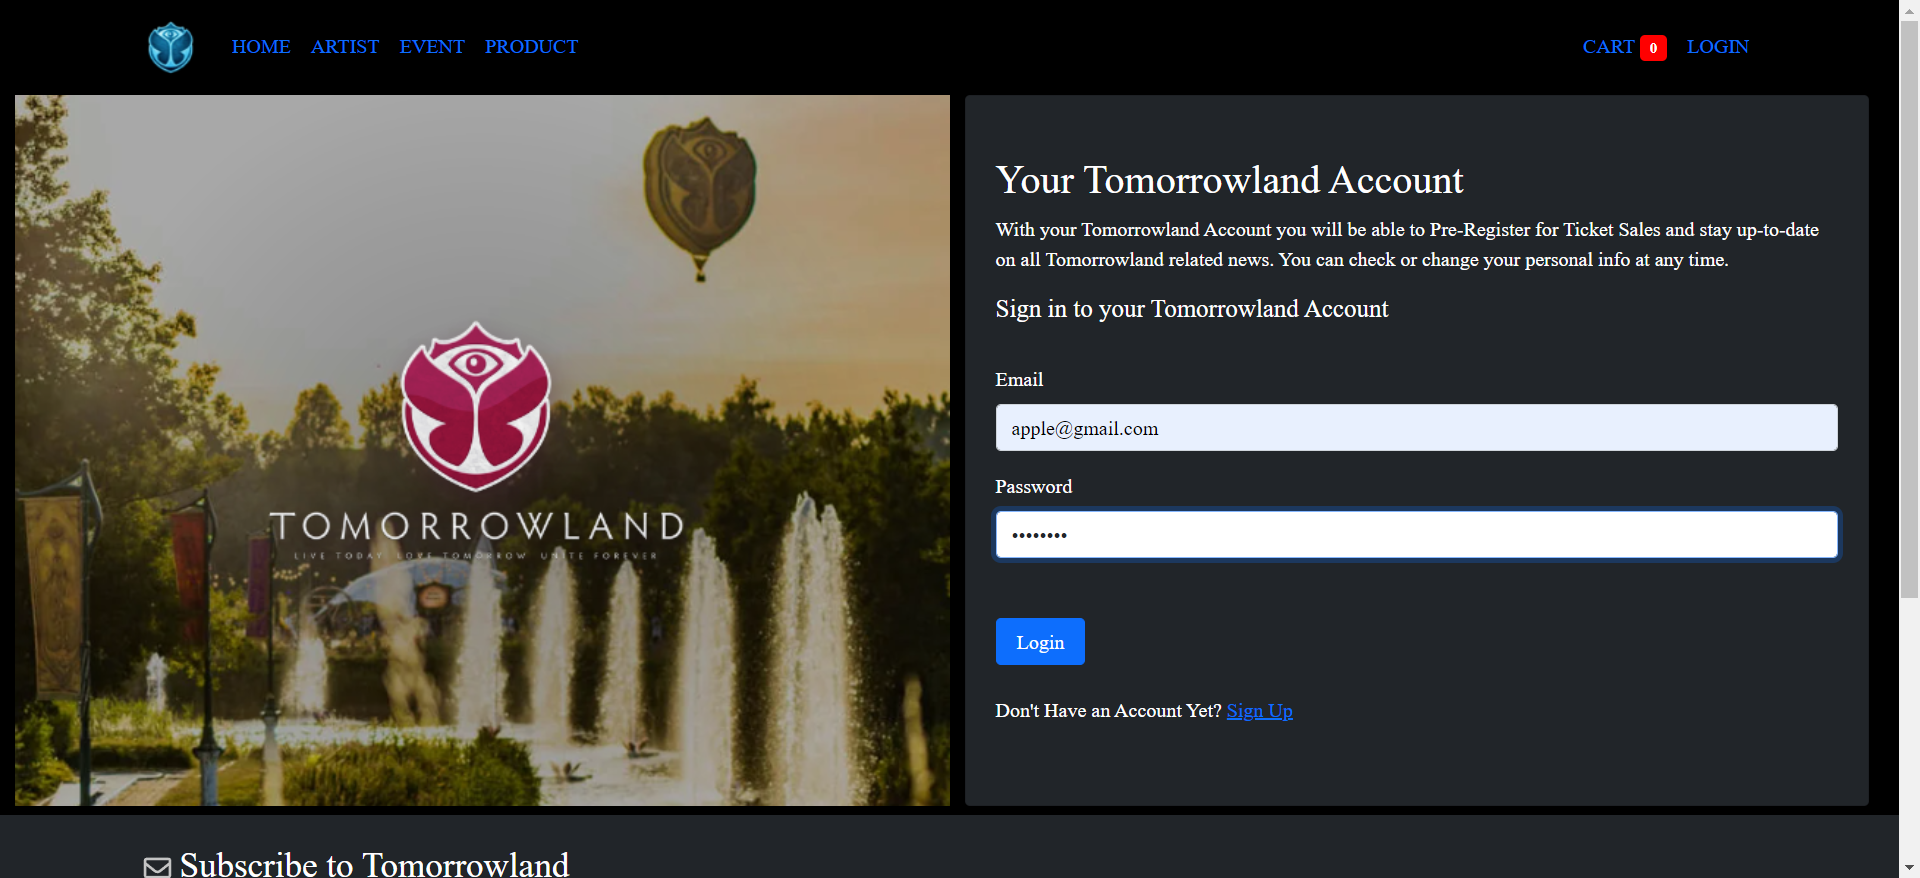 HOME ARTIST EVENT PRODUCT CART 0 LOGIN
TOMORROWLAND
LIVE TODAY LOVE TOMORROW UNITE FOREVER
Your Tomorrowland Account
With your Tomorrowland Account you will be able to Pre-Register for Ticket Sales and stay up-to-date
on all Tomorrowland related news. You can check or change your personal info at any time.
Sign in to your Tomorrowland Account
Email
apple@gmail.com
Password
••••••••
Login
Don't Have an Account Yet? Sign Up
Subscribe to Tomorrowland